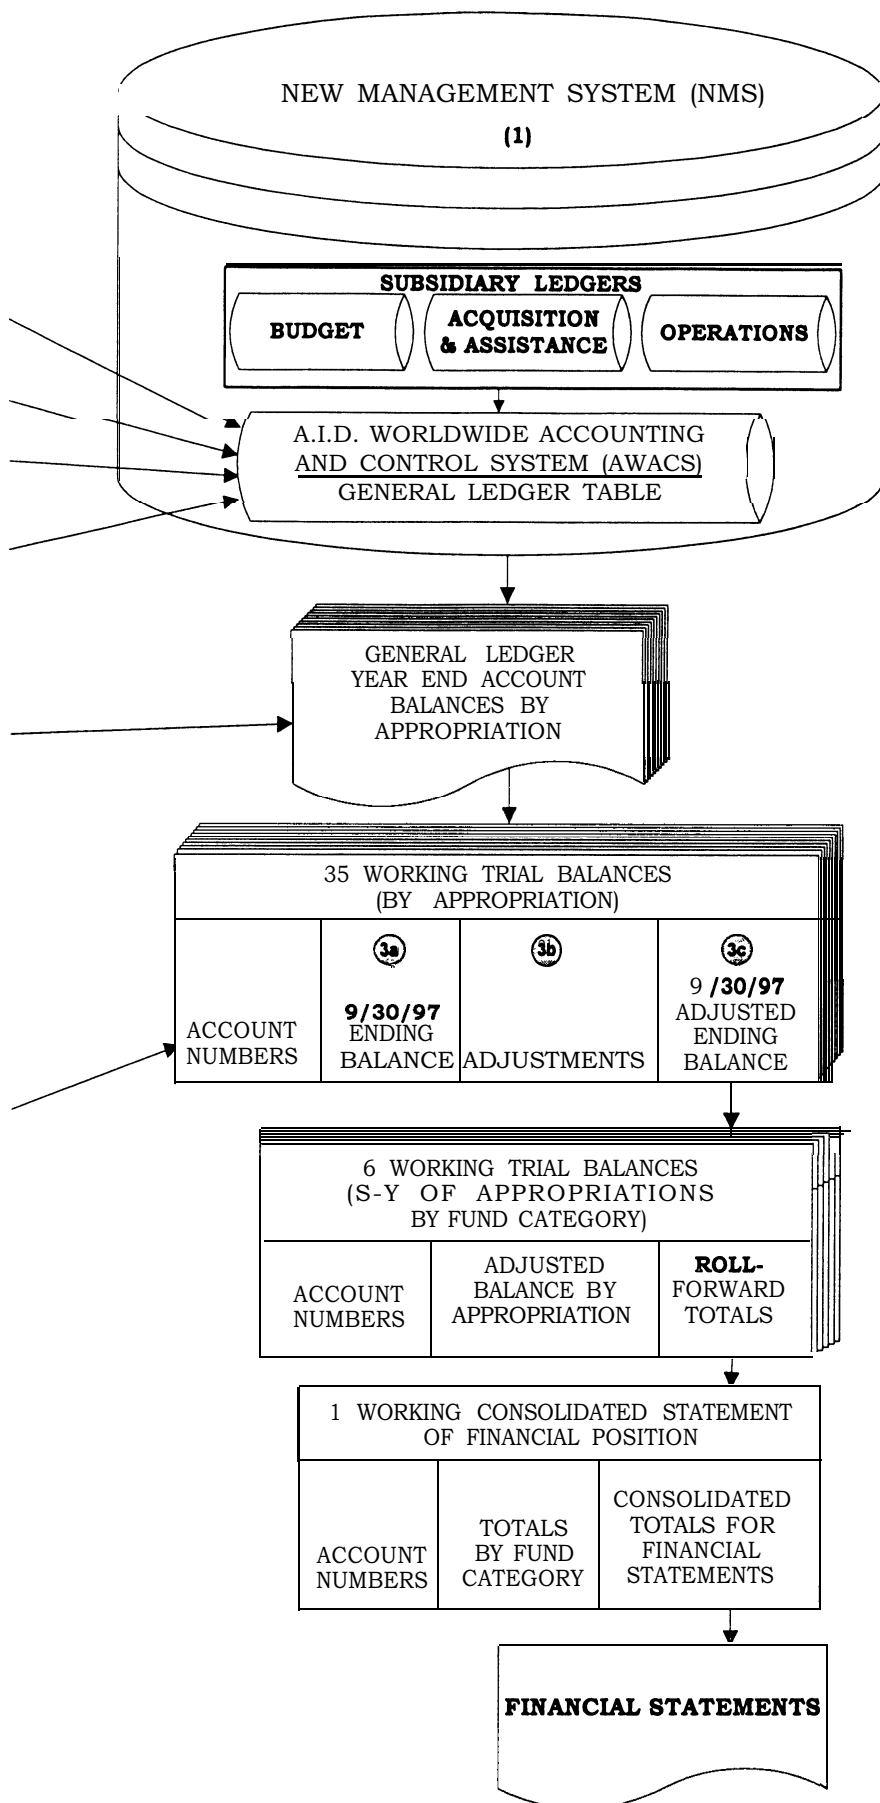 NEW MANAGEMENT SYSTEM (NMS)
(1)
SUBSIDIARY LEDGERS
BUDGET
ACQUISITION
& ASSISTANCE
OPERATIONS
A.I.D. WORLDWIDE ACCOUNTING
AND CONTROL SYSTEM (AWACS)
GENERAL LEDGER TABLE
GENERAL LEDGER
YEAR END ACCOUNT
BALANCES BY
APPROPRIATION
35 WORKING TRIAL BALANCES
(BY APPROPRIATION)
ACCOUNT
NUMBERS
3a
9/30/97
ENDING
BALANCE
3b
ADJUSTMENTS
3c
9 /30/97
ADJUSTED
ENDING
BALANCE
6 WORKING TRIAL BALANCES
(S-Y OF APPROPRIATIONS
BY FUND CATEGORY)
ACCOUNT
NUMBERS
ADJUSTED
BALANCE BY
APPROPRIATION
ROLL-
FORWARD
TOTALS
1 WORKING CONSOLIDATED STATEMENT
OF FINANCIAL POSITION
ACCOUNT
NUMBERS
TOTALS
BY FUND
CATEGORY
CONSOLIDATED
TOTALS FOR
FINANCIAL
STATEMENTS
FINANCIAL STATEMENTS